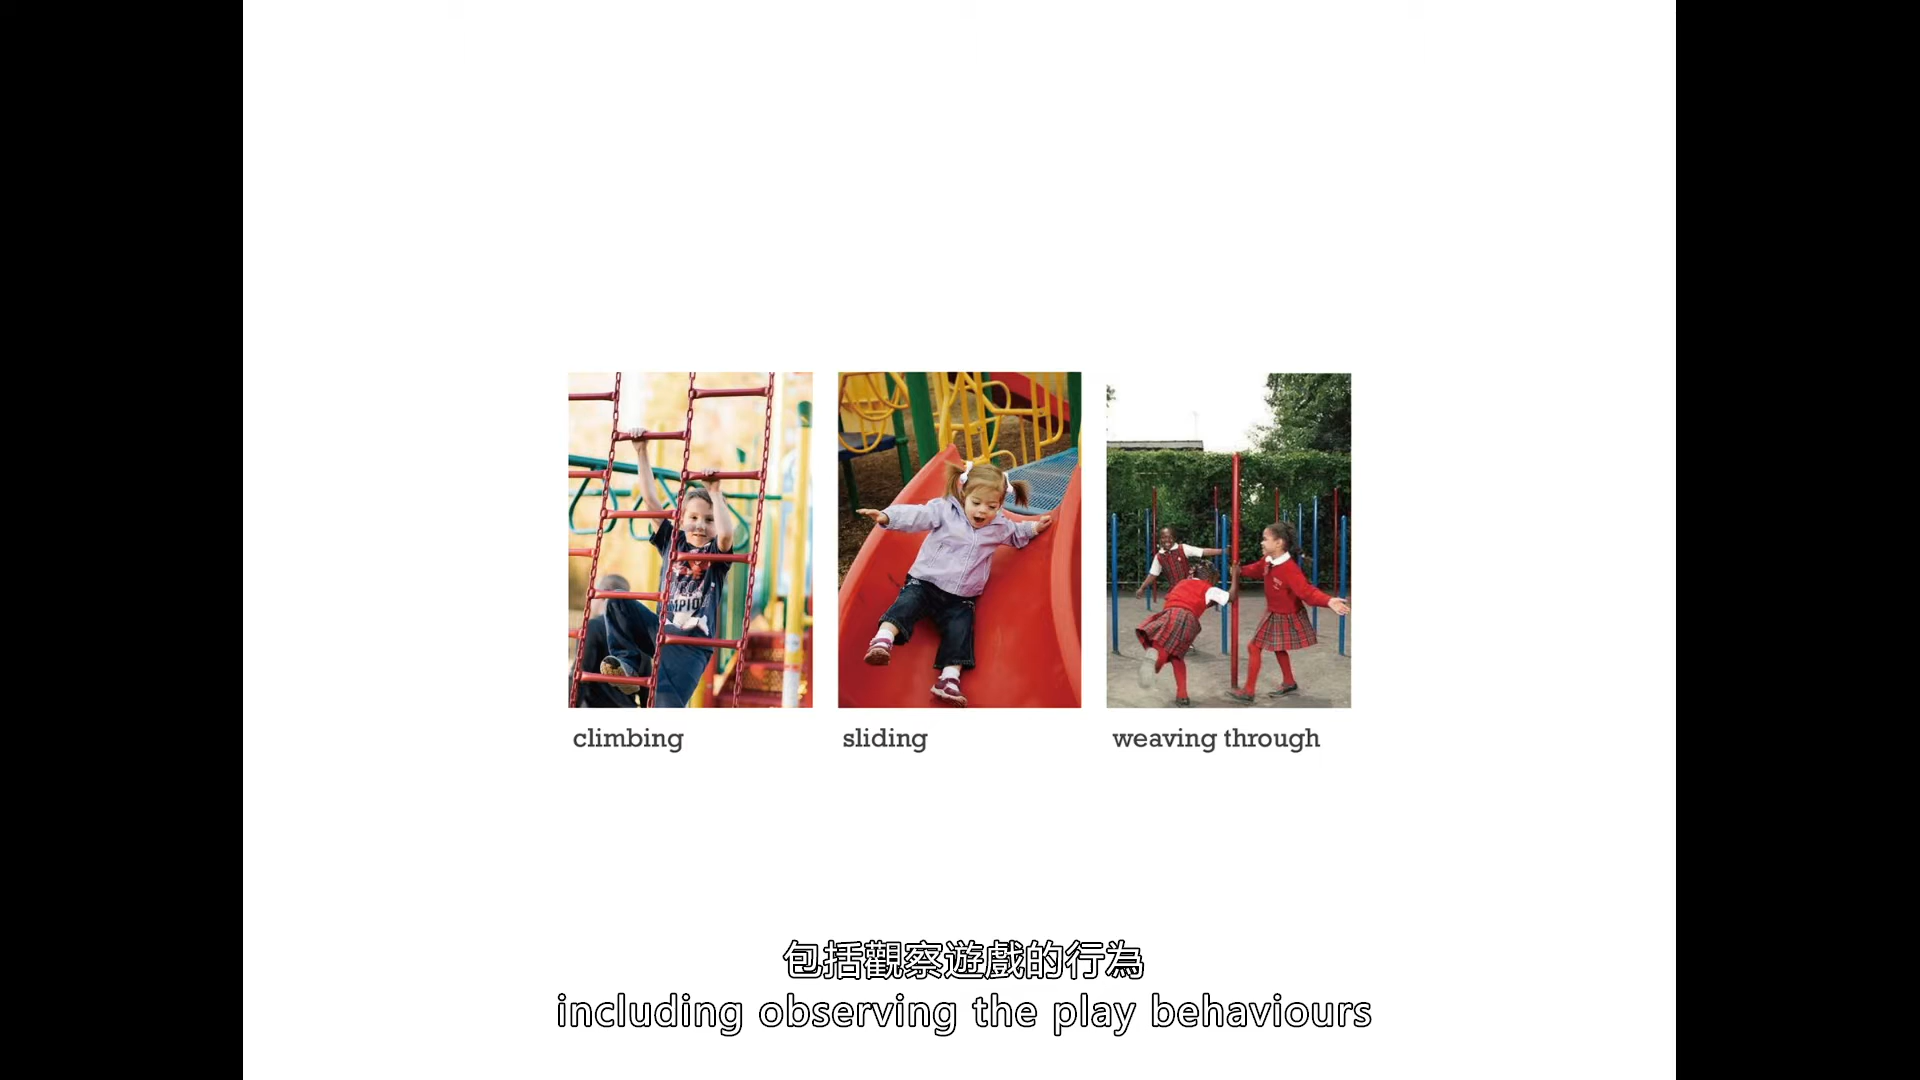 climbing
sliding
weaving through
包括觀察遊戲的行為
including observing the play behaviours